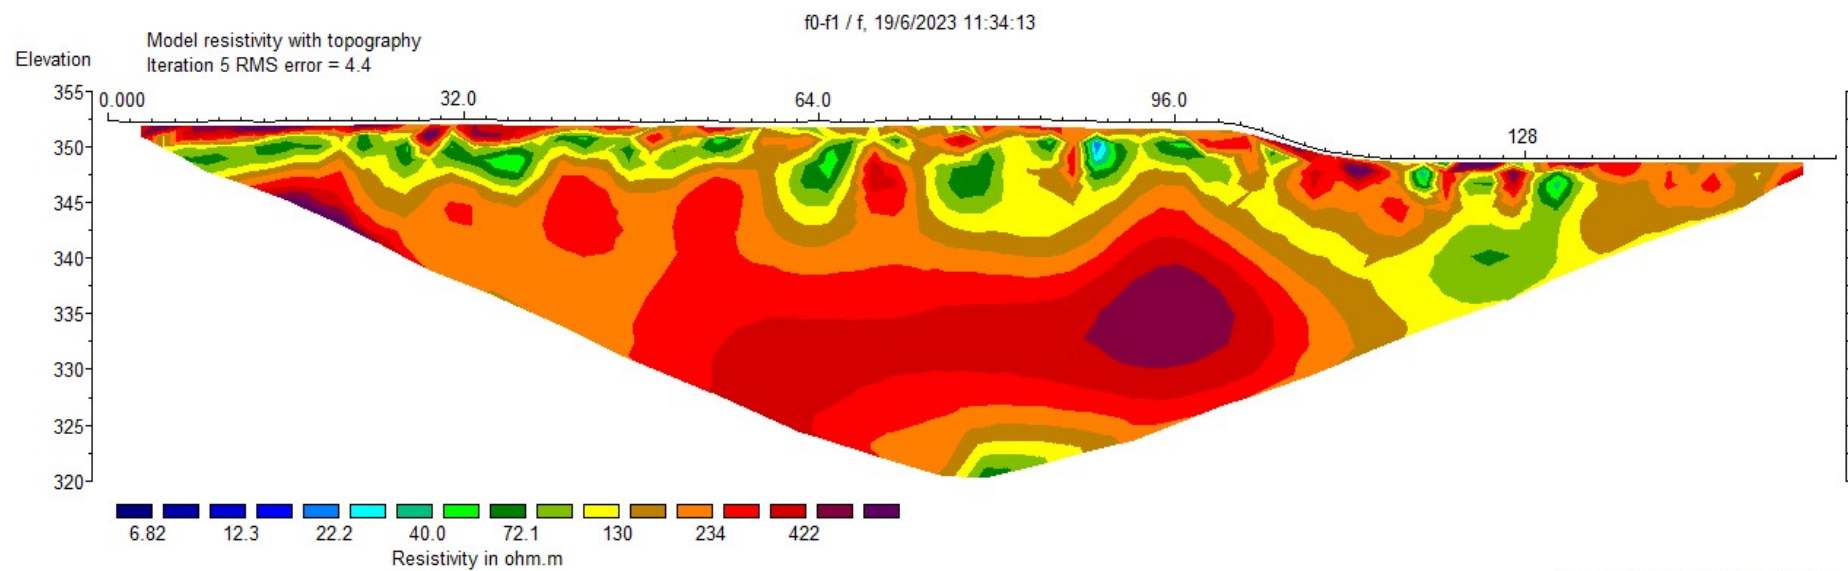 f0-f1 / f, 19/6/2023 11:34:13
Model resistivity with topography
Elevation
Iteration 5 RMS error = 4.4
355
0.000 32.0 64.0 96.0
128
350
345
340
335
330
325
320
6.82 12.3 22.2 40.0 72.1 130 234 422
Resistivity in ohm.m